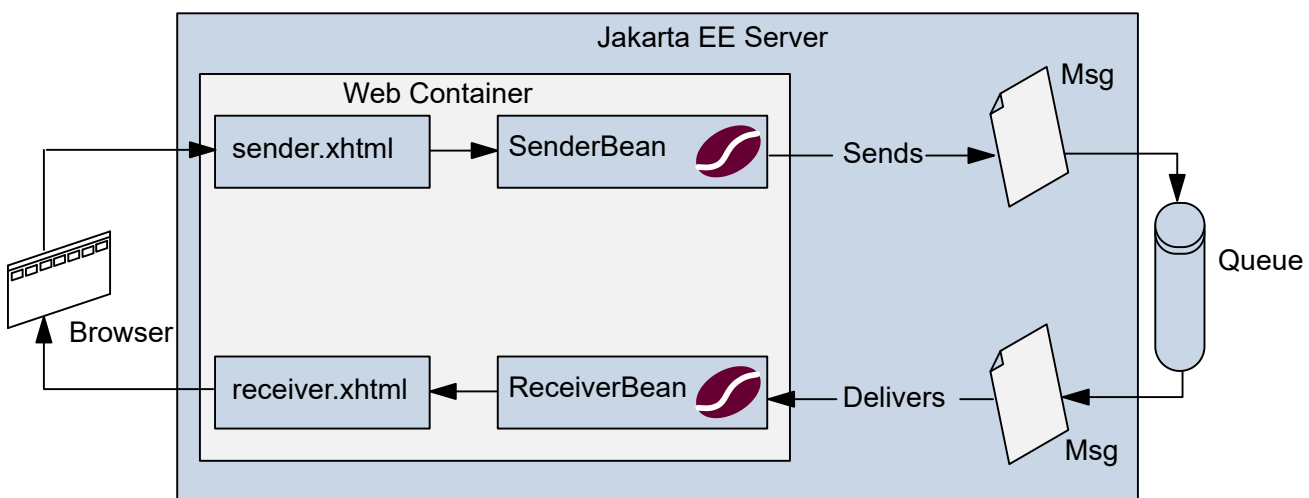 Jakarta EE Server
Msg
Web Container
sender.xhtml
SenderBean
Sends
Queue
Browser
receiver.xhtml
ReceiverBean
Delivers
Msg